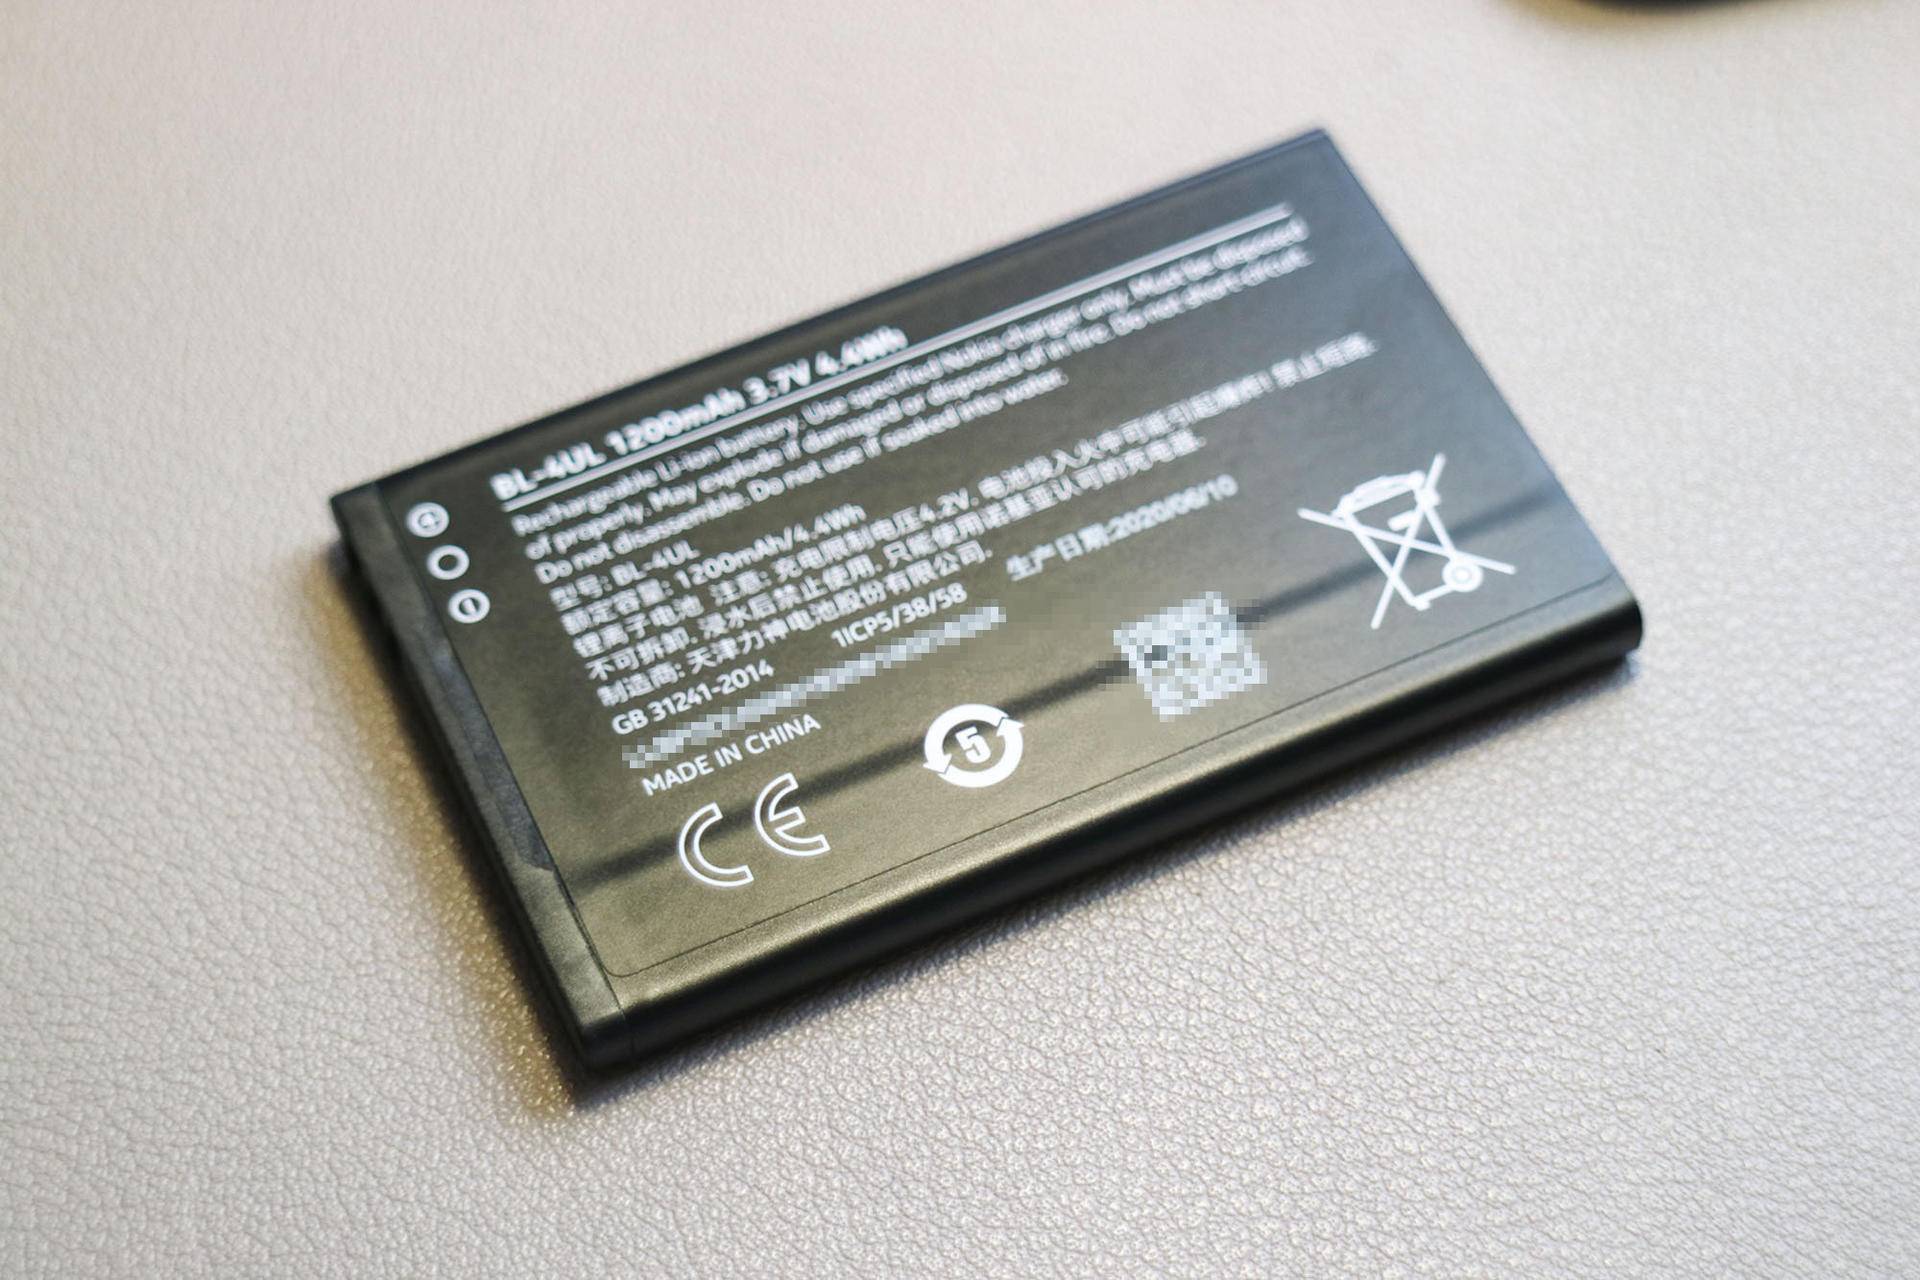 BL-4UL 1200mAh 3.7V 4.4Wh
Rechargeable Li-ion battery. Use specified Nokia charger only. Must be disposed
of properly. May explode if damaged or disposed of in fire. Do not short circuit.
Do not disassemble. Do not use if soaked into water.
型号: BL-4UL
额定容量: 1200mAh/4.4Wh
锂离子电池 注意: 充电限制电压4.2V. 电池投入火中可能引起爆炸! 禁止短路.
不可拆卸. 浸水后禁止使用. 只能使用诺基亚认可的充电器.
制造商: 天津力神电池股份有限公司.
生产日期:2020/06/10
GB 31241-2014 1ICP5/38/58
MADE IN CHINA
CE
5